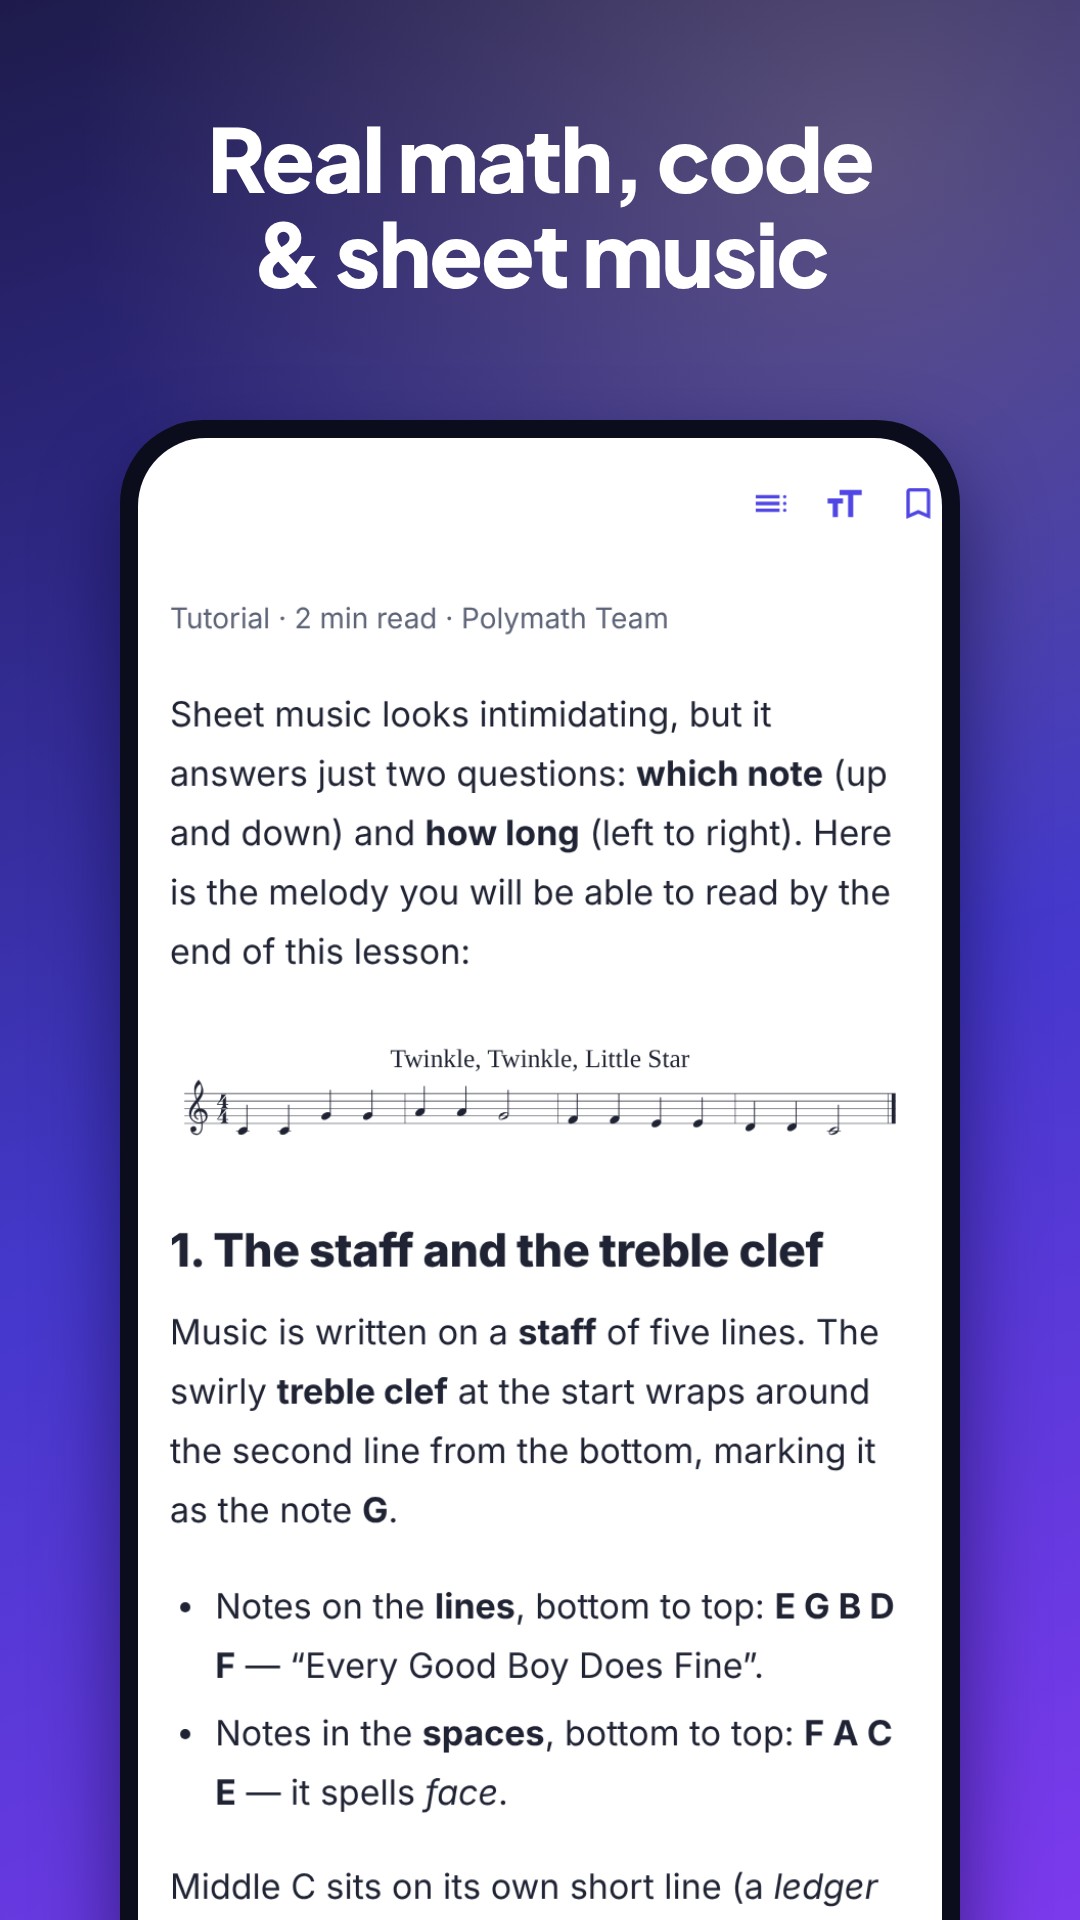 Real math, code
& sheet music
Tutorial · 2 min read · Polymath Team
Sheet music looks intimidating, but it
answers just two questions: which note (up
and down) and how long (left to right). Here
is the melody you will be able to read by the
end of this lesson:
Twinkle, Twinkle, Little Star
4
4
1. The staff and the treble clef
Music is written on a staff of five lines. The
swirly treble clef at the start wraps around
the second line from the bottom, marking it
as the note G.
• Notes on the lines, bottom to top: E G B D
F — “Every Good Boy Does Fine”.
• Notes in the spaces, bottom to top: F A C
E — it spells face.
Middle C sits on its own short line (a ledger